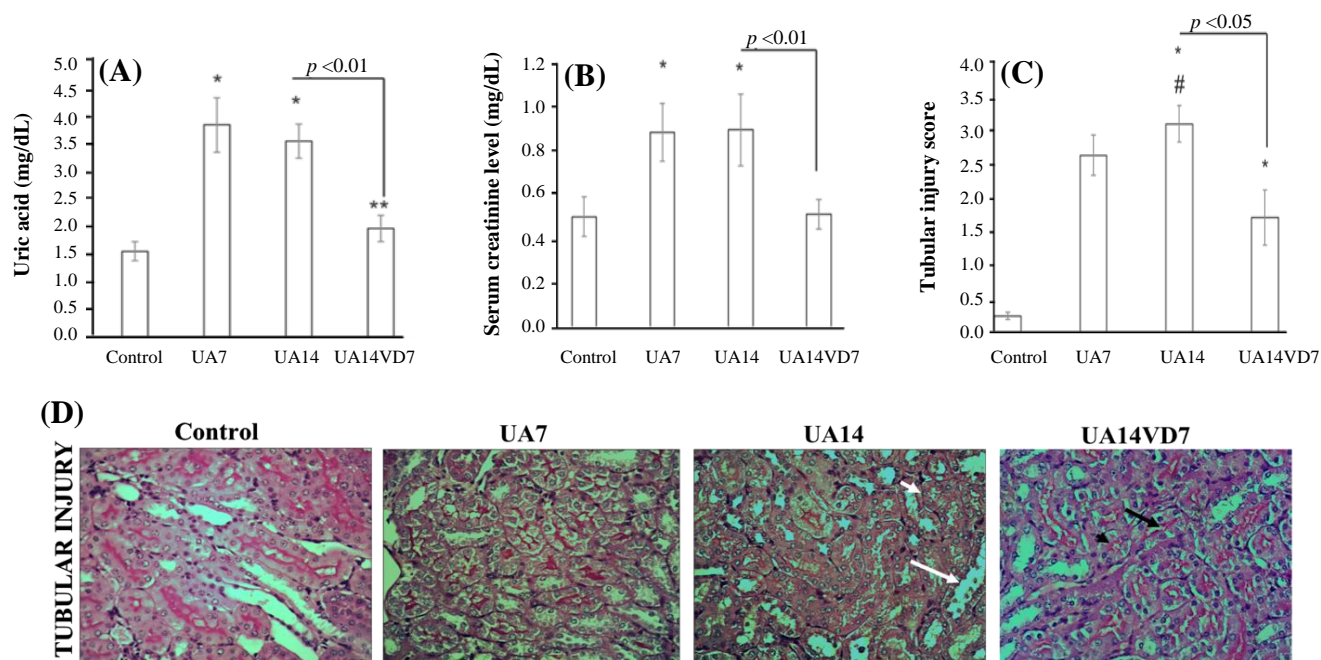 (A)
Uric acid (mg/dL)
5.0
4.5
4.0
3.5
3.0
2.5
2.0
1.5
1.0
0.5
0.0
*
*
**
p <0.01
Control UA7 UA14 UA14VD7
(B)
Serum creatinine level (mg/dL)
1.2
1.0
0.8
0.6
0.4
0.2
0.0
*
*
p <0.01
Control UA7 UA14 UA14VD7
(C)
Tubular injury score
4.0
3.5
3.0
2.5
2.0
1.5
0.5
0.0
*
#
*
p <0.05
Control UA7 UA14 UA14VD7
(D)
TUBULAR INJURY
Control UA7 UA14 UA14VD7